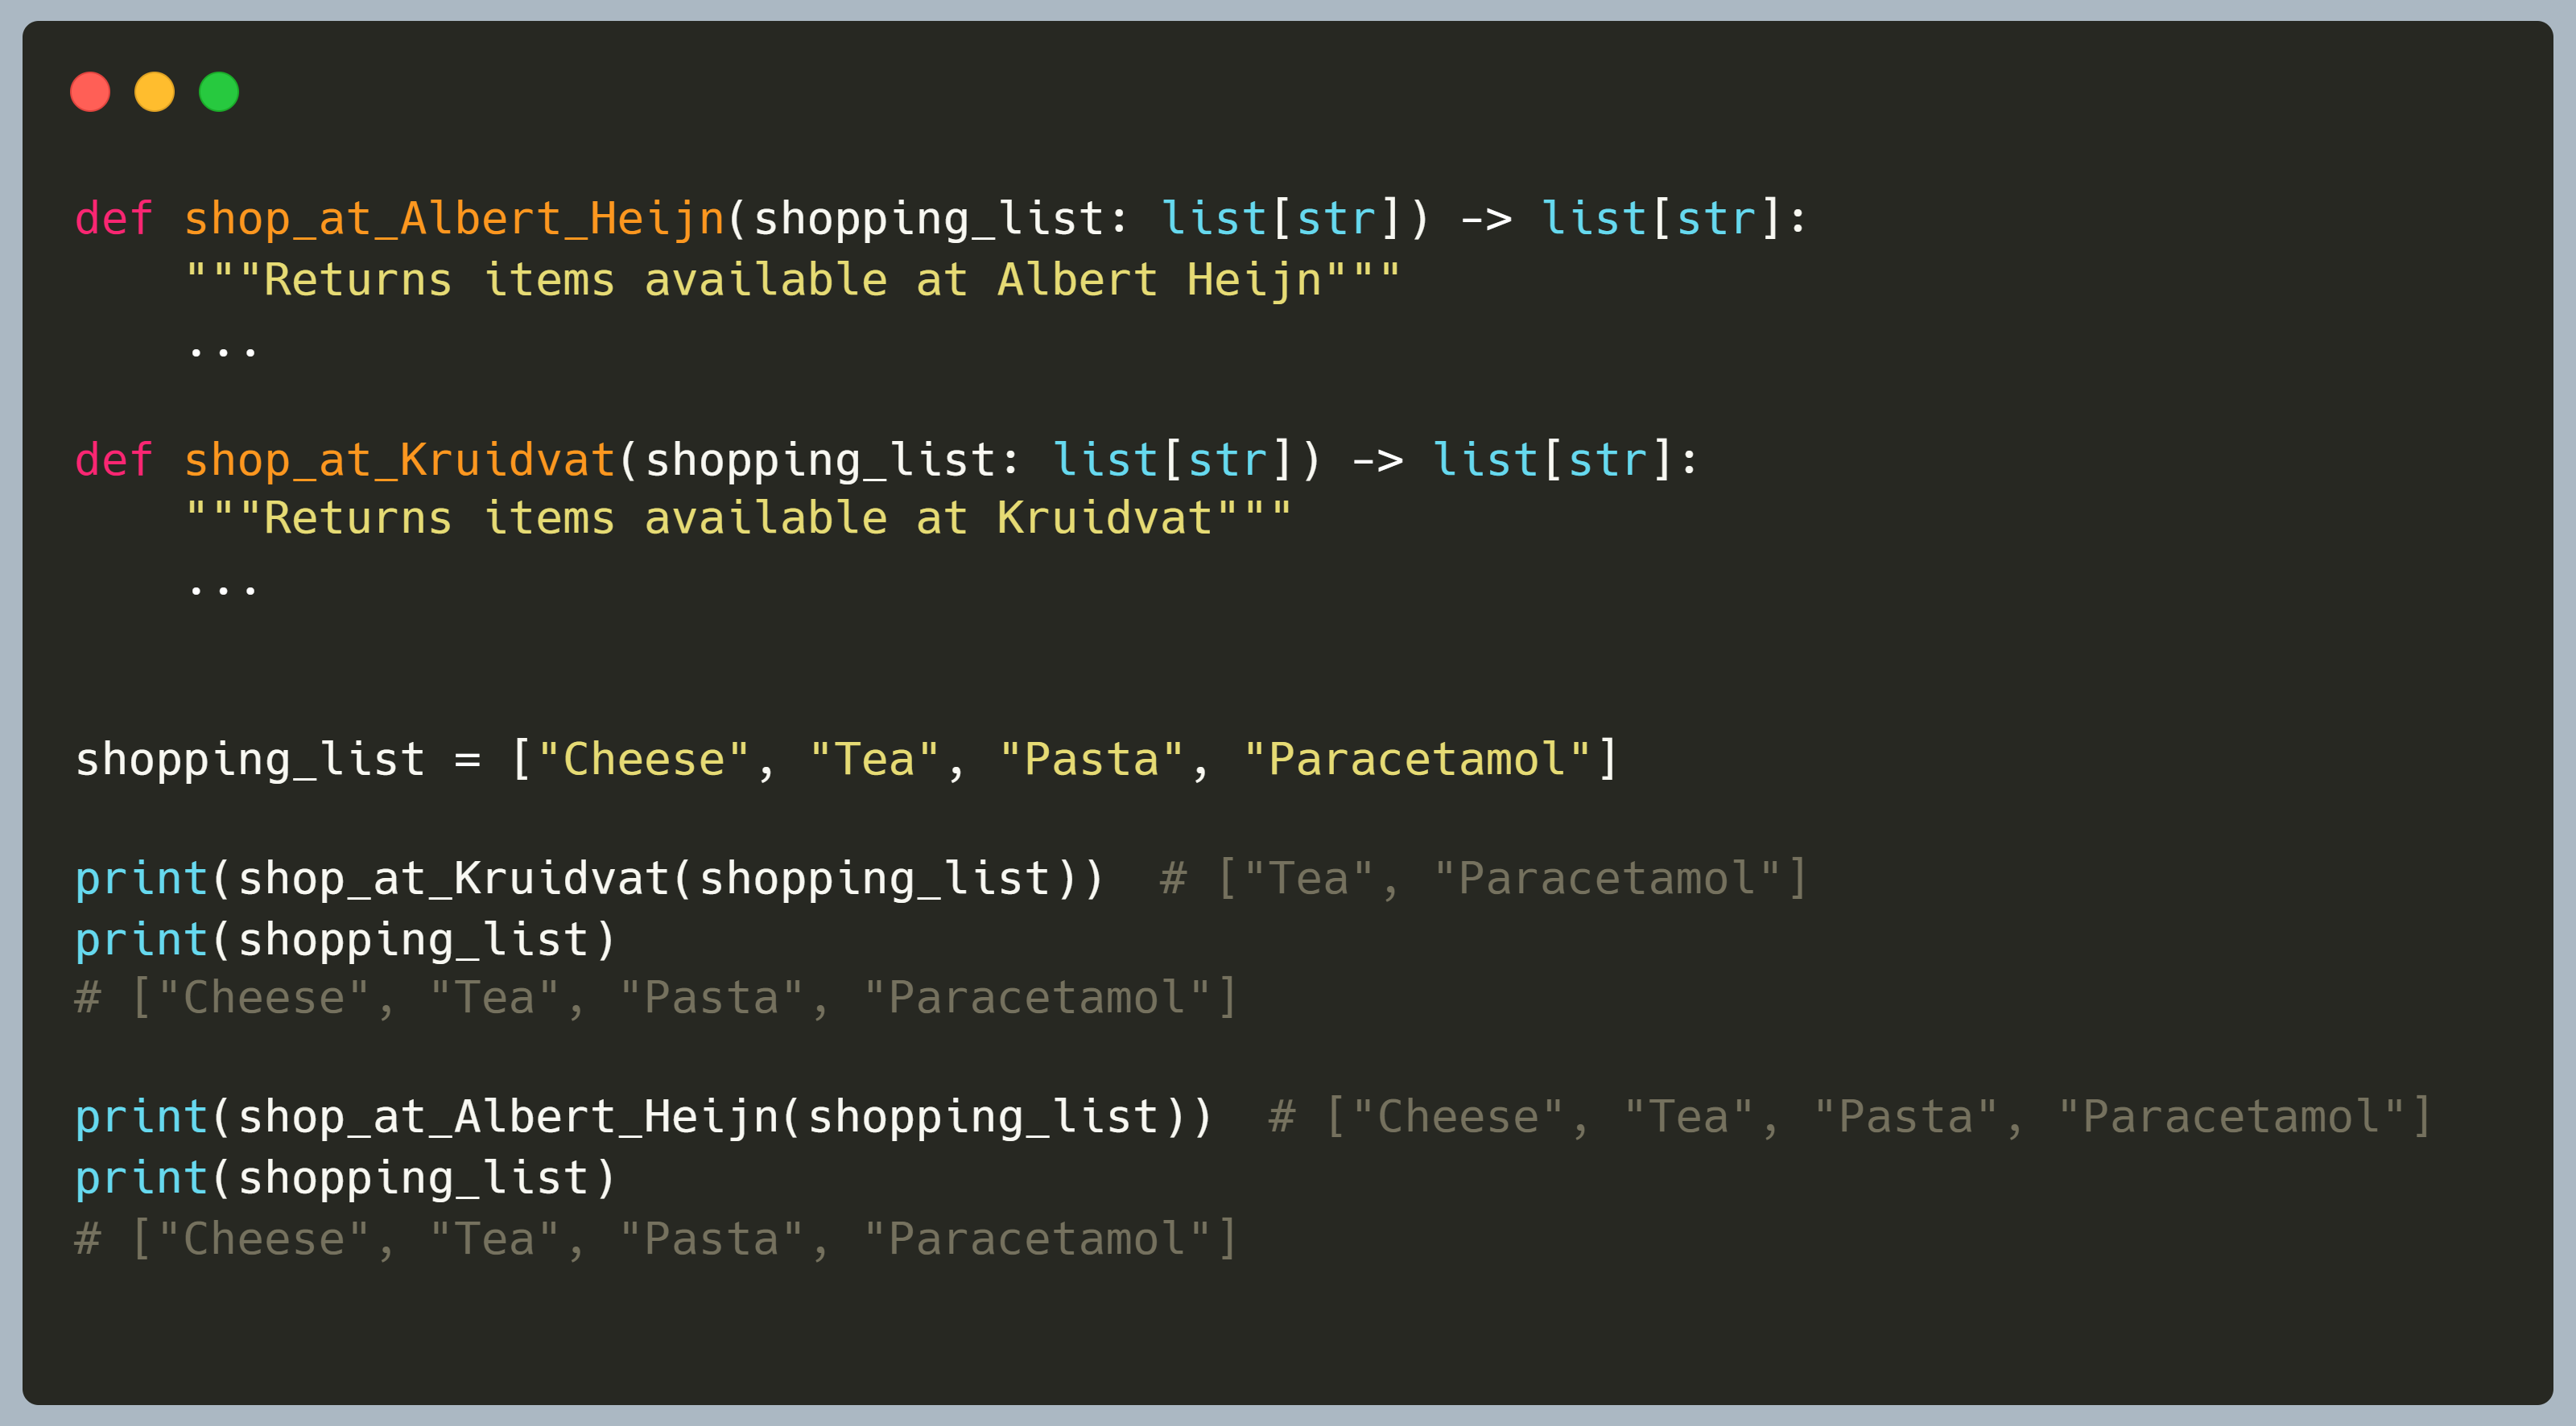 def shop_at_Albert_Heijn(shopping_list: list[str]) -> list[str]:
    """Returns items available at Albert Heijn"""
    ...
def shop_at_Kruidvat(shopping_list: list[str]) -> list[str]:
    """Returns items available at Kruidvat"""
    ...
shopping_list = ["Cheese", "Tea", "Pasta", "Paracetamol"]
print(shop_at_Kruidvat(shopping_list))  # ["Tea", "Paracetamol"]
print(shopping_list)
# ["Cheese", "Tea", "Pasta", "Paracetamol"]
print(shop_at_Albert_Heijn(shopping_list))  # ["Cheese", "Tea", "Pasta", "Paracetamol"]
print(shopping_list)
# ["Cheese", "Tea", "Pasta", "Paracetamol"]